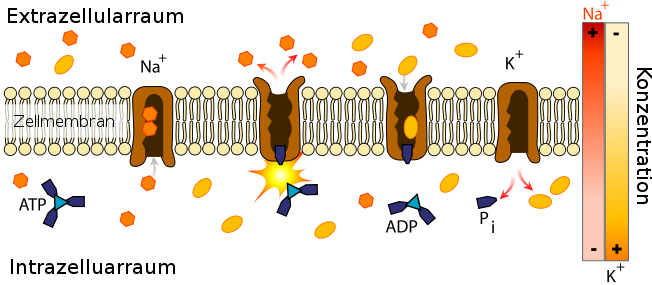 Extrazellularraum
Na+
Na+
K+
+ -
Zellmembran
Konzentration
ATP
ADP
Pi
- +
Intrazelluarraum
K+